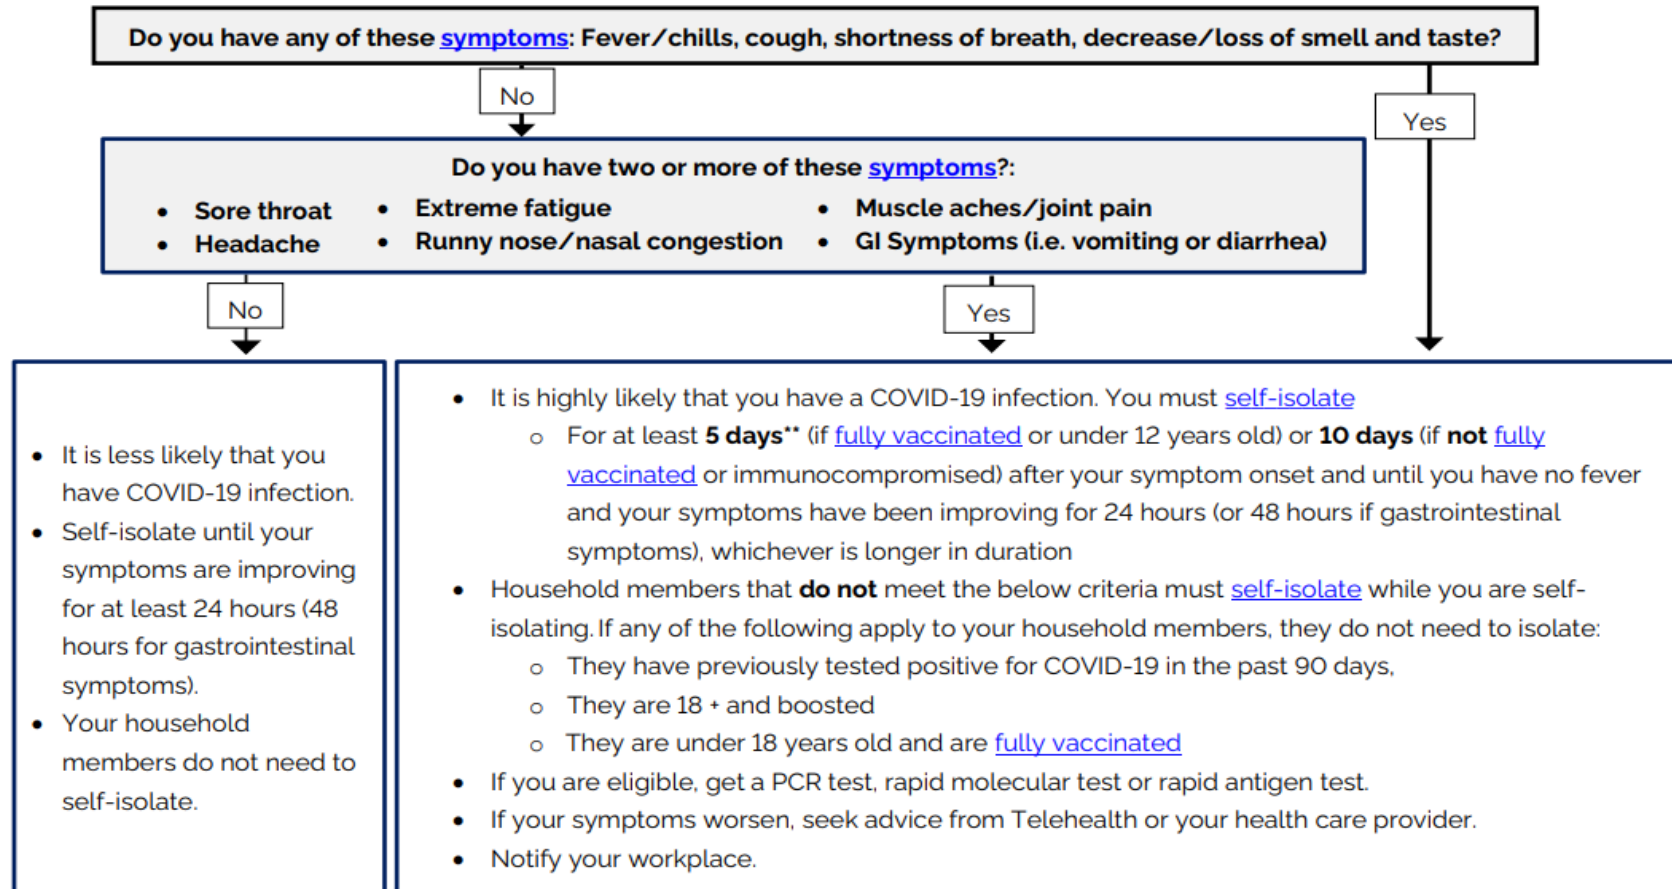 Do you have any of these symptoms: Fever/chills, cough, shortness of breath, decrease/loss of smell and taste?
No
Yes
Do you have two or more of these symptoms?:
• Sore throat
• Headache
• Extreme fatigue
• Runny nose/nasal congestion
• Muscle aches/joint pain
• GI Symptoms (i.e. vomiting or diarrhea)
No
Yes
• It is less likely that you
have COVID-19 infection.
• Self-isolate until your
symptoms are improving
for at least 24 hours (48
hours for gastrointestinal
symptoms).
• Your household
members do not need to
self-isolate.
• It is highly likely that you have a COVID-19 infection. You must self-isolate
o For at least 5 days** (if fully vaccinated or under 12 years old) or 10 days (if not fully
vaccinated or immunocompromised) after your symptom onset and until you have no fever
and your symptoms have been improving for 24 hours (or 48 hours if gastrointestinal
symptoms), whichever is longer in duration
• Household members that do not meet the below criteria must self-isolate while you are self-
isolating. If any of the following apply to your household members, they do not need to isolate:
o They have previously tested positive for COVID-19 in the past 90 days,
o They are 18 + and boosted
o They are under 18 years old and are fully vaccinated
• If you are eligible, get a PCR test, rapid molecular test or rapid antigen test.
• If your symptoms worsen, seek advice from Telehealth or your health care provider.
• Notify your workplace.